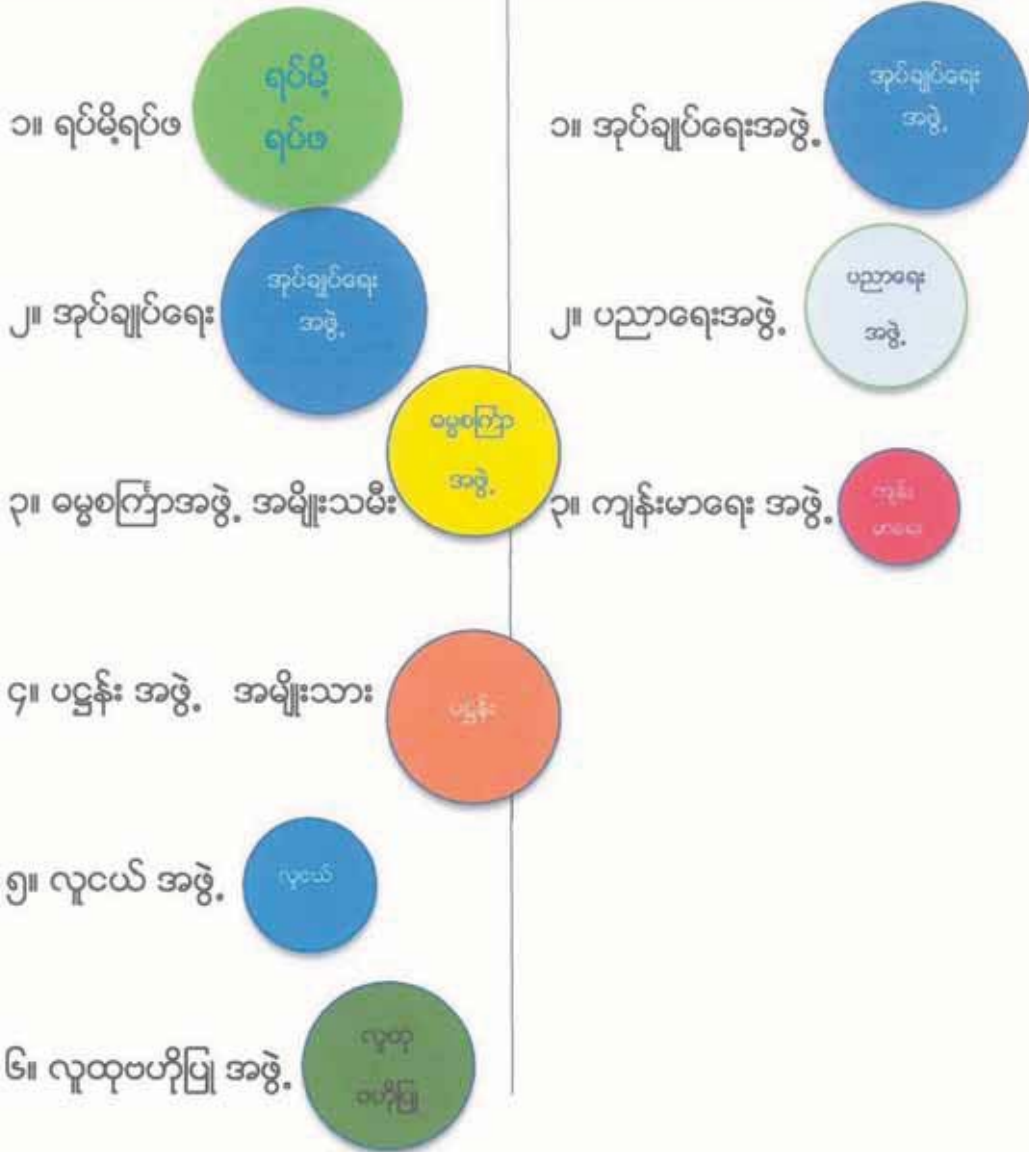 ၁။ ရပ်မိရပ်ဖ
ရပ်မိ
ရပ်ဖ
၂။ အုပ်ချုပ်ရေး
အုပ်ချုပ်ရေး
အဖွဲ့
၃။ ဓမ္မစင်္ကြာအဖွဲ့ အမျိုးသမီး
ဓမ္မစင်္ကြာ
အဖွဲ့
၄။ ပဋ္ဌန်း အဖွဲ့ အမျိုးသား
ပဋ္ဌန်း
၅။ လူငယ် အဖွဲ့
လူငယ်
၆။ လူထုဗဟိုပြု အဖွဲ့
လူထု
ဗဟိုပြု
၁။ အုပ်ချုပ်ရေးအဖွဲ့
အုပ်ချုပ်ရေး
အဖွဲ့
၂။ ပညာရေးအဖွဲ့
ပညာရေး
အဖွဲ့
၃။ ကျန်းမာရေး အဖွဲ့
ကျန်း
မာရေး